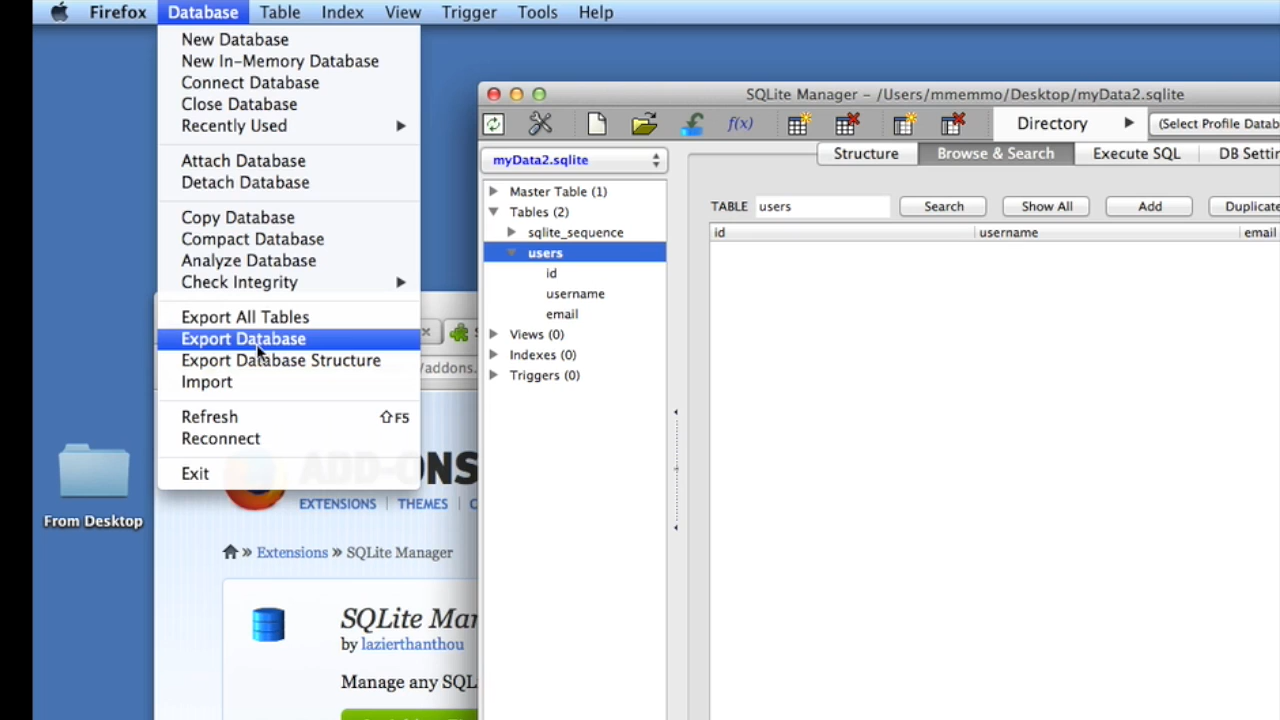 Firefox Database Table Index View Trigger Tools Help
New Database
New In-Memory Database
Connect Database
Close Database
Recently Used
Attach Database
Detach Database
Copy Database
Compact Database
Analyze Database
Check Integrity
Export All Tables
Export Database
Export Database Structure
Import
Refresh ⇧F5
Reconnect
Exit
From Desktop
/addons.
ADD-ONS
EXTENSIONS | THEMES |
» Extensions » SQLite Manager
SQLite Man
by lazierthanthou
Manage any SQL
SQLite Manager - /Users/mmemmo/Desktop/myData2.sqlite
f(x) Directory (Select Profile Datab
myData2.sqlite
Structure Browse & Search Execute SQL DB Settin
Master Table (1)
Tables (2)
sqlite_sequence
users
id
username
email
Views (0)
Indexes (0)
Triggers (0)
TABLE users Search Show All Add Duplicate
id username email